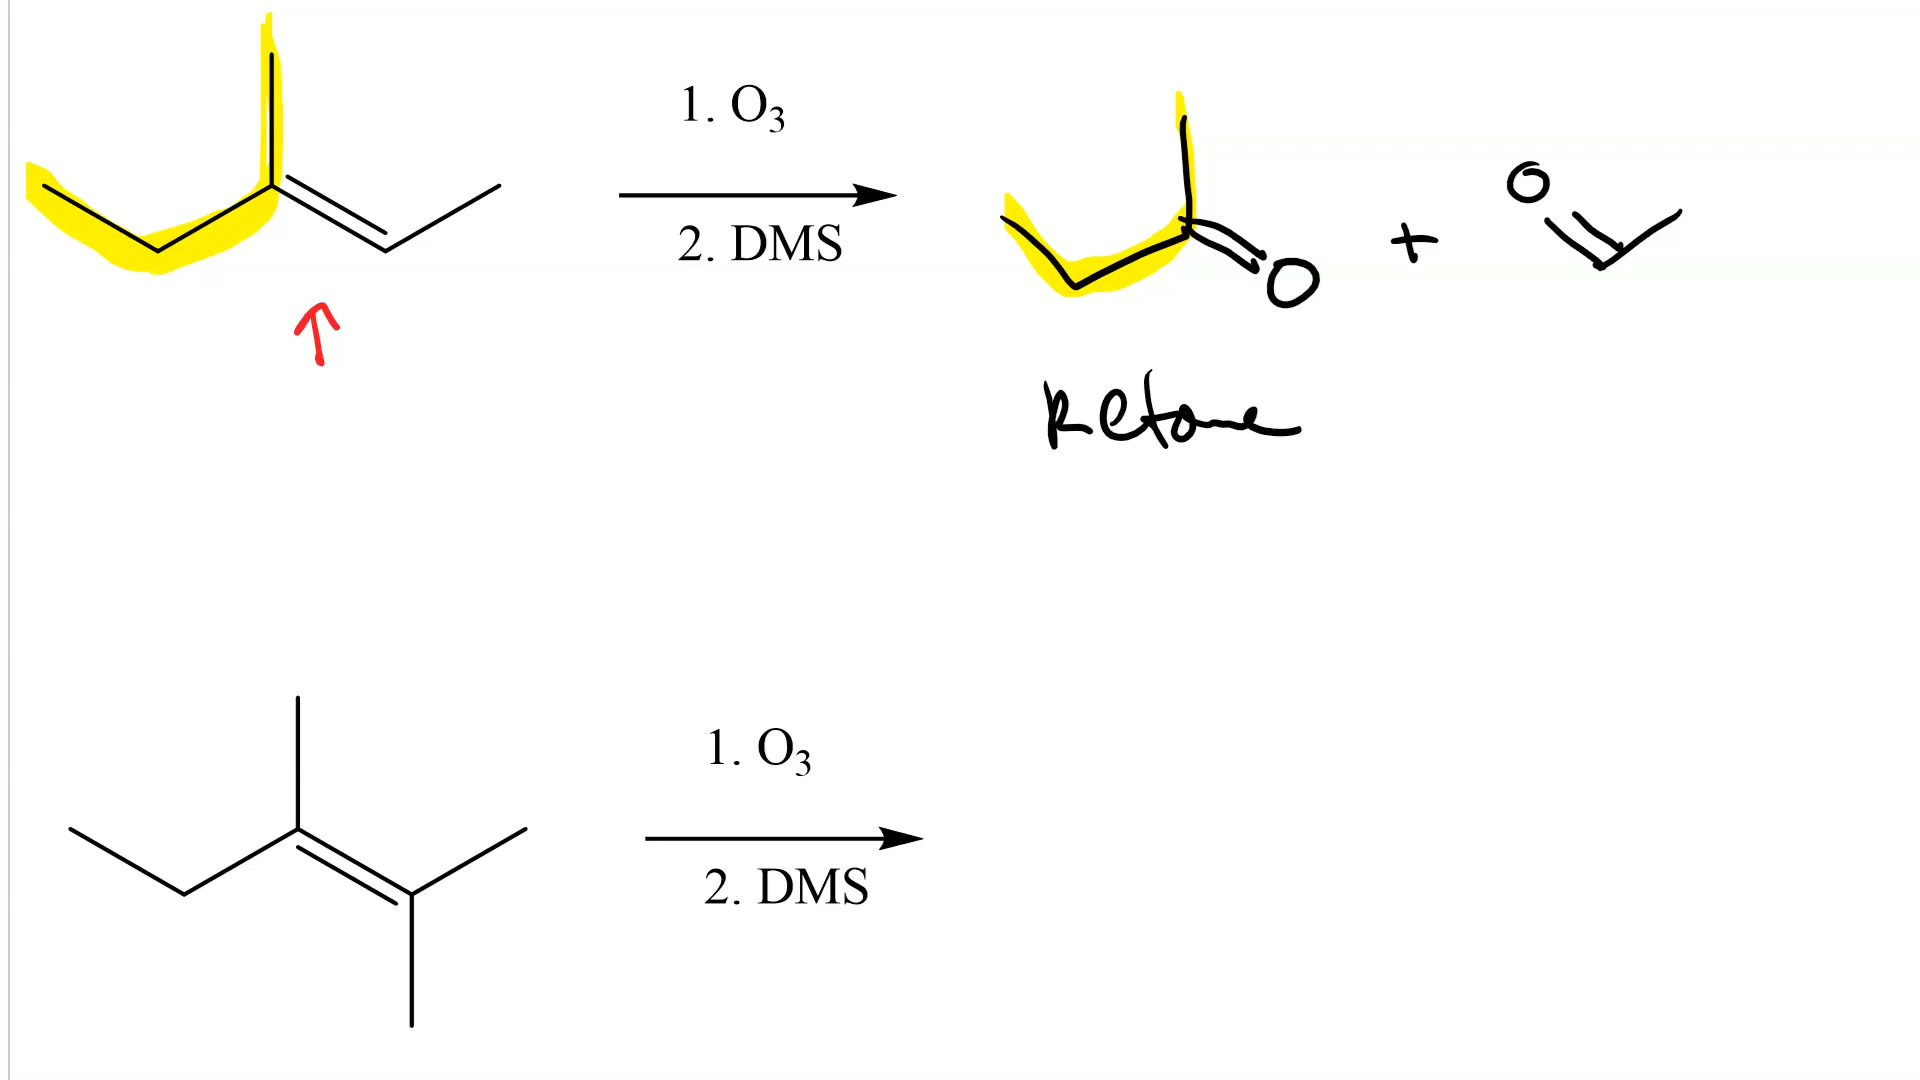 1. O₃
2. DMS
O + O
Ketone
1. O₃
2. DMS